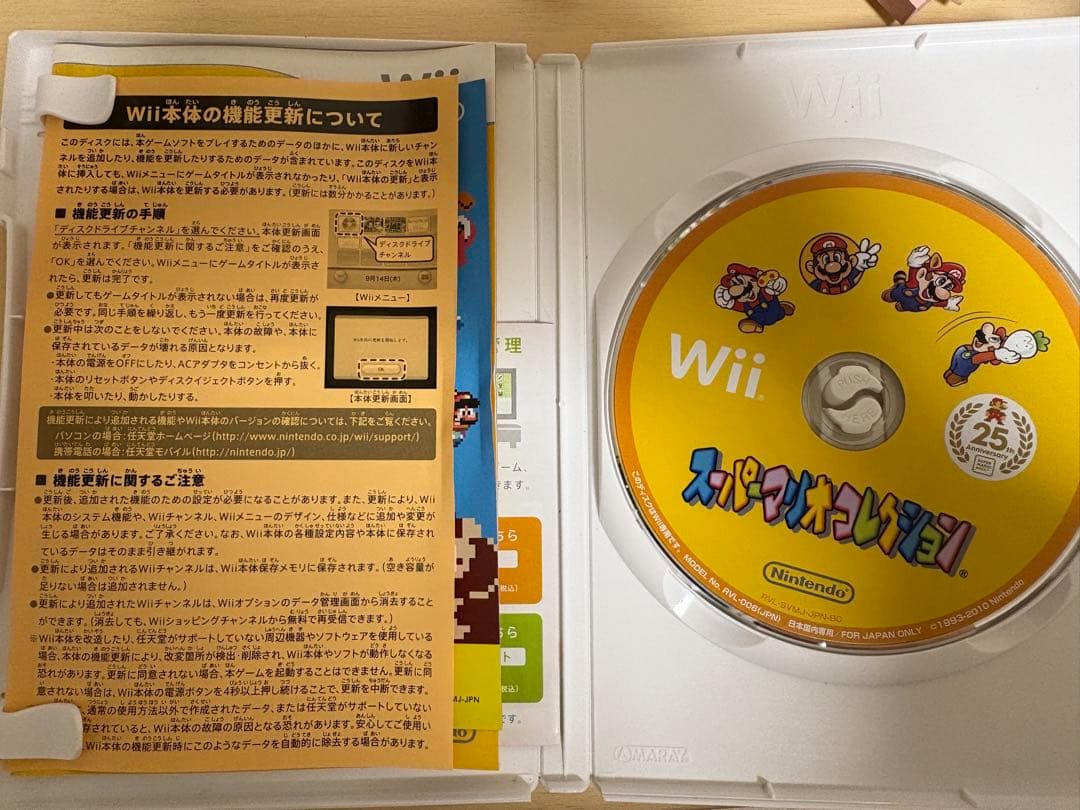 Wii
Wii本体の機能更新について
このディスクには、本ゲームソフトをプレイするためのデータのほかに、Wii本体に新しいチャン
ネルを追加したり、機能を更新したりするためのデータが含まれています。このディスクをWii本
体に挿入しても、Wiiメニューにゲームタイトルが表示されなかったり、「Wii本体の更新」と表示
されたりする場合は、Wii本体を更新する必要があります。(更新には数分かかることがあります。)
■ 機能更新の手順
「ディスクドライブチャンネル」を選んでください。本体更新画面
が表示されます。「機能更新に関するご注意」をご確認のうえ、
「OK」を選んでください。Wiiメニューにゲームタイトルが表示さ
れたら、更新は完了です。
●更新してもゲームタイトルが表示されない場合は、再度更新が
必要です。同じ手順を繰り返し、もう一度更新を行ってください。
●更新中は次のことをしないでください。本体の故障や、本体に
保存されているデータが壊れる原因となります。
・本体の電源をOFFにしたり、ACアダプタをコンセントから抜く。
・本体のリセットボタンやディスクイジェクトボタンを押す。
・本体を叩いたり、動かしたりする。
ディスクドライブ
チャンネル
9月14日(木)
【Wiiメニュー】
OK
【本体更新画面】
機能更新により追加される機能やWii本体のバージョンの確認については、下記をご覧ください。
パソコンの場合:任天堂ホームページ(http://www.nintendo.co.jp/wii/support/)
携帯電話の場合:任天堂モバイル(http://nintendo.jp/)
■ 機能更新に関するご注意
●更新後、追加された機能のための設定が必要になることがあります。また、更新により、Wii
本体のシステム機能や、Wiiチャンネル、Wiiメニューのデザイン、仕様などに追加や変更が
生じる場合があります。ご了承ください。なお、Wii本体の各種設定内容や本体に保存され
ているデータはそのまま引き継がれます。
●更新により追加されるWiiチャンネルは、Wii本体保存メモリに保存されます。(空き容量が
足りない場合は追加されません。)
●更新により追加されたWiiチャンネルは、Wiiオプションのデータ管理画面から消去すること
ができます。(消去しても、Wiiショッピングチャンネルから無料で再受信できます。)
※Wii本体を改造したり、任天堂がサポートしていない周辺機器やソフトウェアを使用している
場合、本体の機能更新により、改変箇所が検出・削除され、Wii本体やソフトが動作しなくなる
恐れがあります。更新に同意されない場合、本ゲームを起動することはできません。更新に同
意されない場合は、Wii本体の電源ボタンを4秒以上押し続けることで、更新を中断できます。
通常の使用方法以外で作成されたデータ、または任天堂がサポートしていない
存されていると、Wii本体の故障の原因となる恐れがあります。安心してご使用い
Wii本体の機能更新時にこのようなデータを自動的に除去する場合があります。
管理
ーム、
きます。
ちら
(税込)
ちら
ト
(税込)
です。
VMJ-JPN
Wii
Wii
PUSH
HERE
25
th
Anniversary
SUPER
MARIO
BROS.
スーパーマリオコレクション
Nintendo
RVL-SVMJ-JPN-B0
このディスクはWii専用です。 MODEL No. RVL-008(JPN) 日本国内専用/FOR JAPAN ONLY ©1993-2010 Nintendo
AMARAY